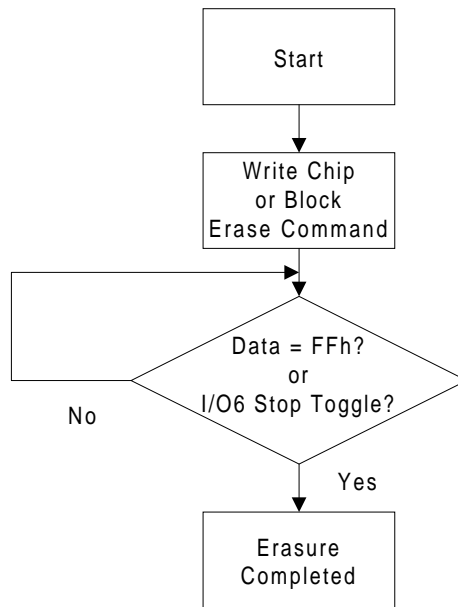 Start
Write Chip
or Block
Erase Command
Data = FFh?
or
I/O6 Stop Toggle?
No
Yes
Erasure
Completed